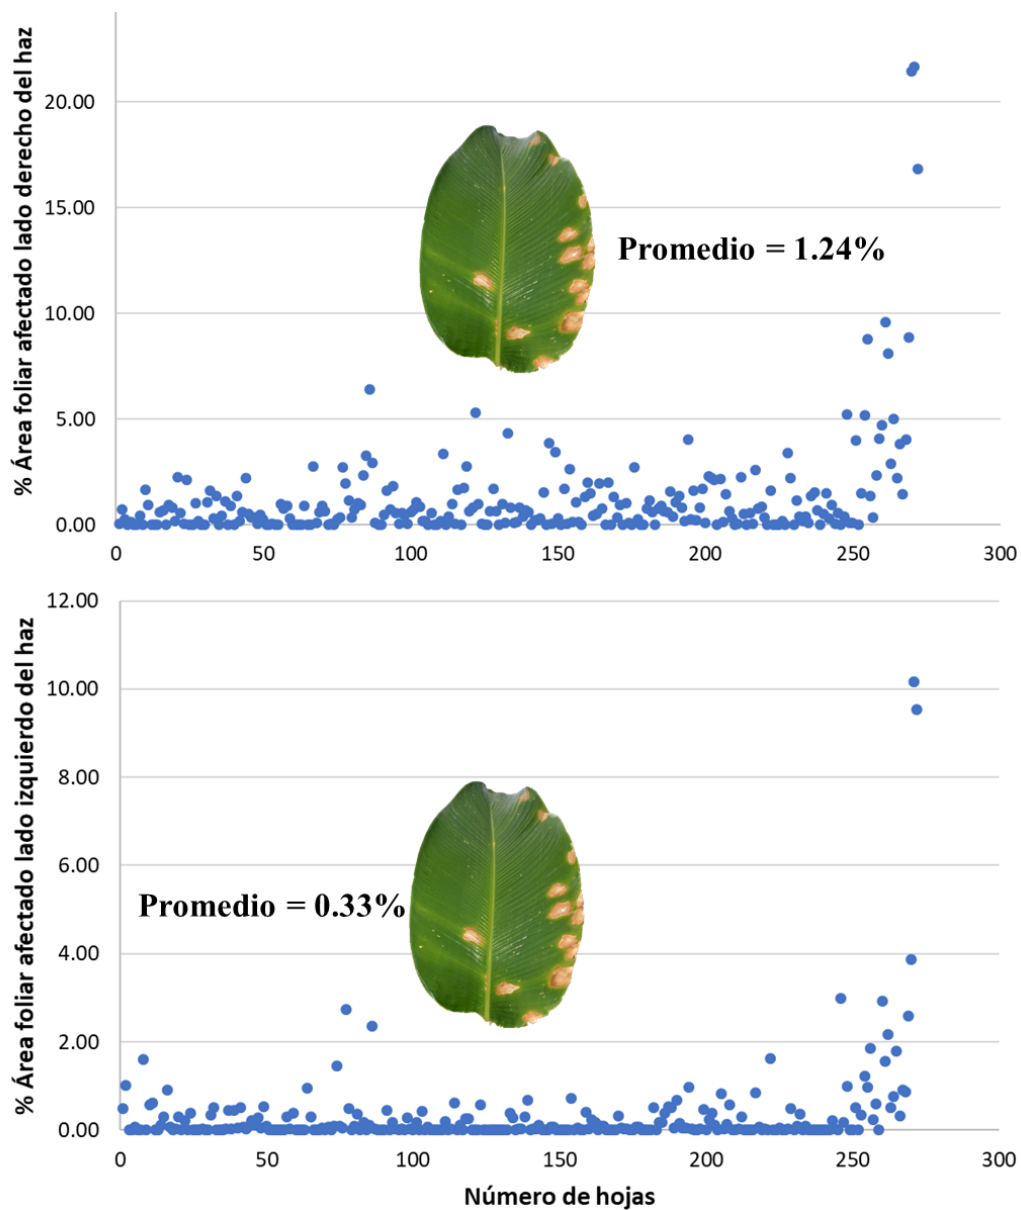 % Área foliar afectado lado derecho del haz
20.00
15.00
10.00
5.00
0.00
0 50 100 150 200 250 300
Promedio = 1.24%
% Área foliar afectado lado izquierdo del haz
12.00
10.00
8.00
6.00
4.00
2.00
0.00
0 50 100 150 200 250 300
Promedio = 0.33%
Número de hojas